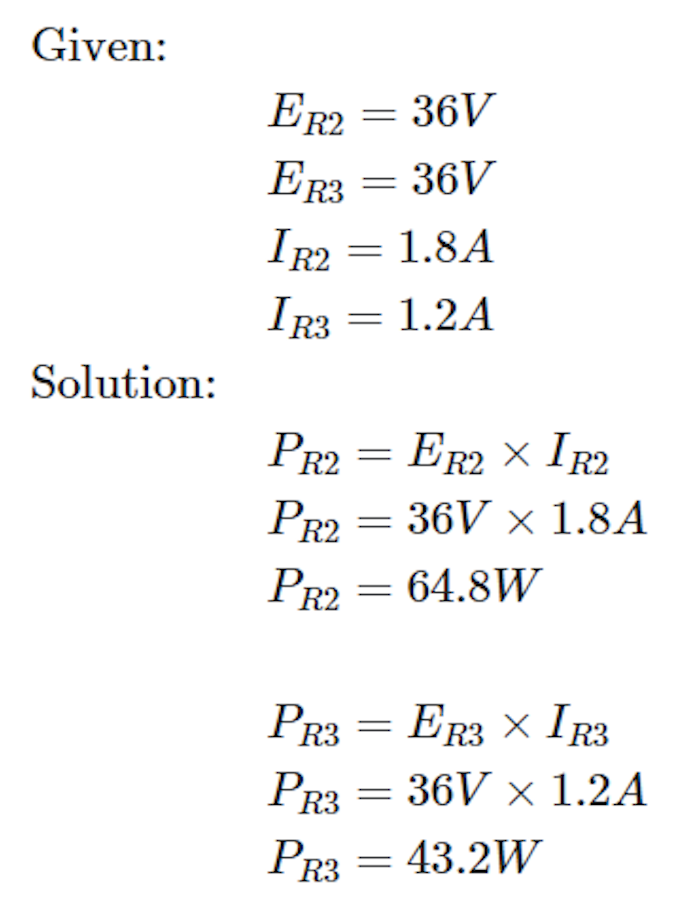 Given:
E_{R2} = 36V
E_{R3} = 36V
I_{R2} = 1.8A
I_{R3} = 1.2A
Solution:
P_{R2} = E_{R2} × I_{R2}
P_{R2} = 36V × 1.8A
P_{R2} = 64.8W
P_{R3} = E_{R3} × I_{R3}
P_{R3} = 36V × 1.2A
P_{R3} = 43.2W